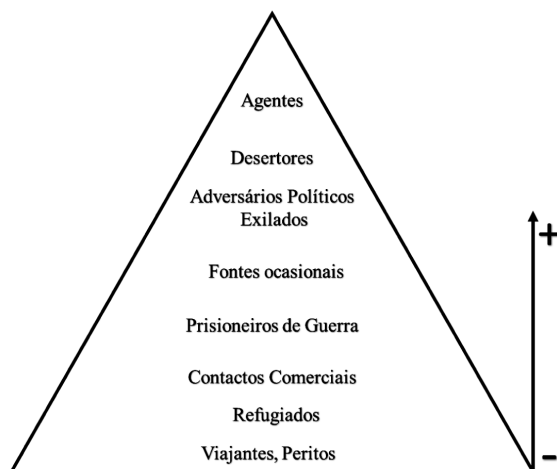 Agentes
Desertores
Adversários Políticos
Exilados
+
Fontes ocasionais
Prisioneiros de Guerra
Contactos Comerciais
Refugiados
Viajantes, Peritos
-